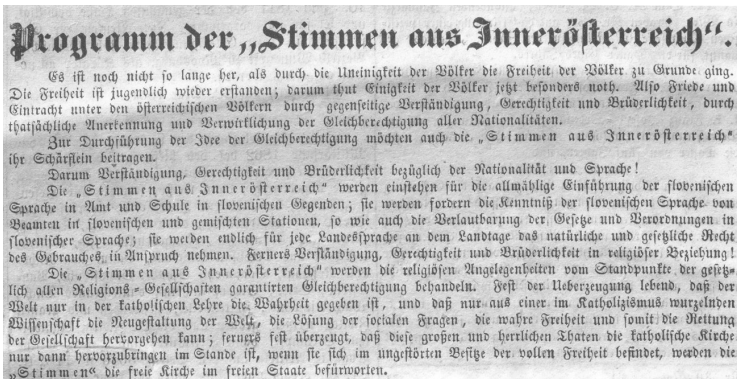 Programm der „Stimmen aus Innerösterreich“.
Es ist noch nicht so lange her, als durch die Uneinigkeit der Völker die Freiheit der Völker zu Grunde ging.
Die Freiheit ist jugendlich wieder erstanden; darum thut Einigkeit der Völker jetzt besonders noth. Also Friede und
Eintracht unter den österreichischen Völkern durch gegenseitige Verständigung, Gerechtigkeit und Brüderlichkeit, durch
thatsächliche Anerkennung und Verwirklichung der Gleichberechtigung aller Nationalitäten.
Zur Durchführung der Idee der Gleichberechtigung möchten auch die „Stimmen aus Innerösterreich“
ihr Schärflein beitragen.
Darum Verständigung, Gerechtigkeit und Brüderlichkeit bezüglich der Nationalität und Sprache!
Die „Stimmen aus Innerösterreich“ werden einstehen für die allmählige Einführung der slovenischen
Sprache in Amt und Schule in slovenischen Gegenden; sie werden fordern die Kenntniß der slovenischen Sprache von
Beamten in slovenischen und gemischten Stationen, so wie auch die Verlautbarung der Gesetze und Verordnungen in
slovenischer Sprache; sie werden endlich für jede Landessprache an dem Landtage das natürliche und gesetzliche Recht
des Gebrauches in Anspruch nehmen. Ferners Verständigung, Gerechtigkeit und Brüderlichkeit in religiöser Beziehung!
Die „Stimmen aus Innerösterreich“ werden die religiösen Angelegenheiten vom Standpunkte der gesetz-
lich allen Religions-Gesellschaften garantirten Gleichberechtigung behandeln. Fest der Ueberzeugung lebend, daß der
Welt nur in der katholischen Lehre die Wahrheit gegeben ist, und daß nur aus einer im Katholizismus wurzelnden
Wissenschaft die Neugestaltung der Welt, die Lösung der socialen Fragen, die wahre Freiheit und somit die Rettung
der Gesellschaft hervorgehen kann; ferners fest überzeugt, daß diese großen und herrlichen Thaten die katholische Kirche
nur dann hervorzubringen im Stande ist, wenn sie sich im ungestörten Besitze der vollen Freiheit befindet, werden die
„Stimmen“ die freie Kirche im freien Staate befürworten.